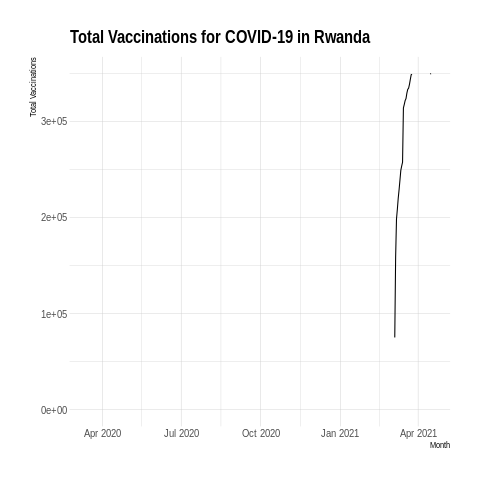 Total Vaccinations for COVID-19 in Rwanda
Total Vaccinations
3e+05
2e+05
1e+05
0e+00
Apr 2020 Jul 2020 Oct 2020 Jan 2021 Apr 2021
Month